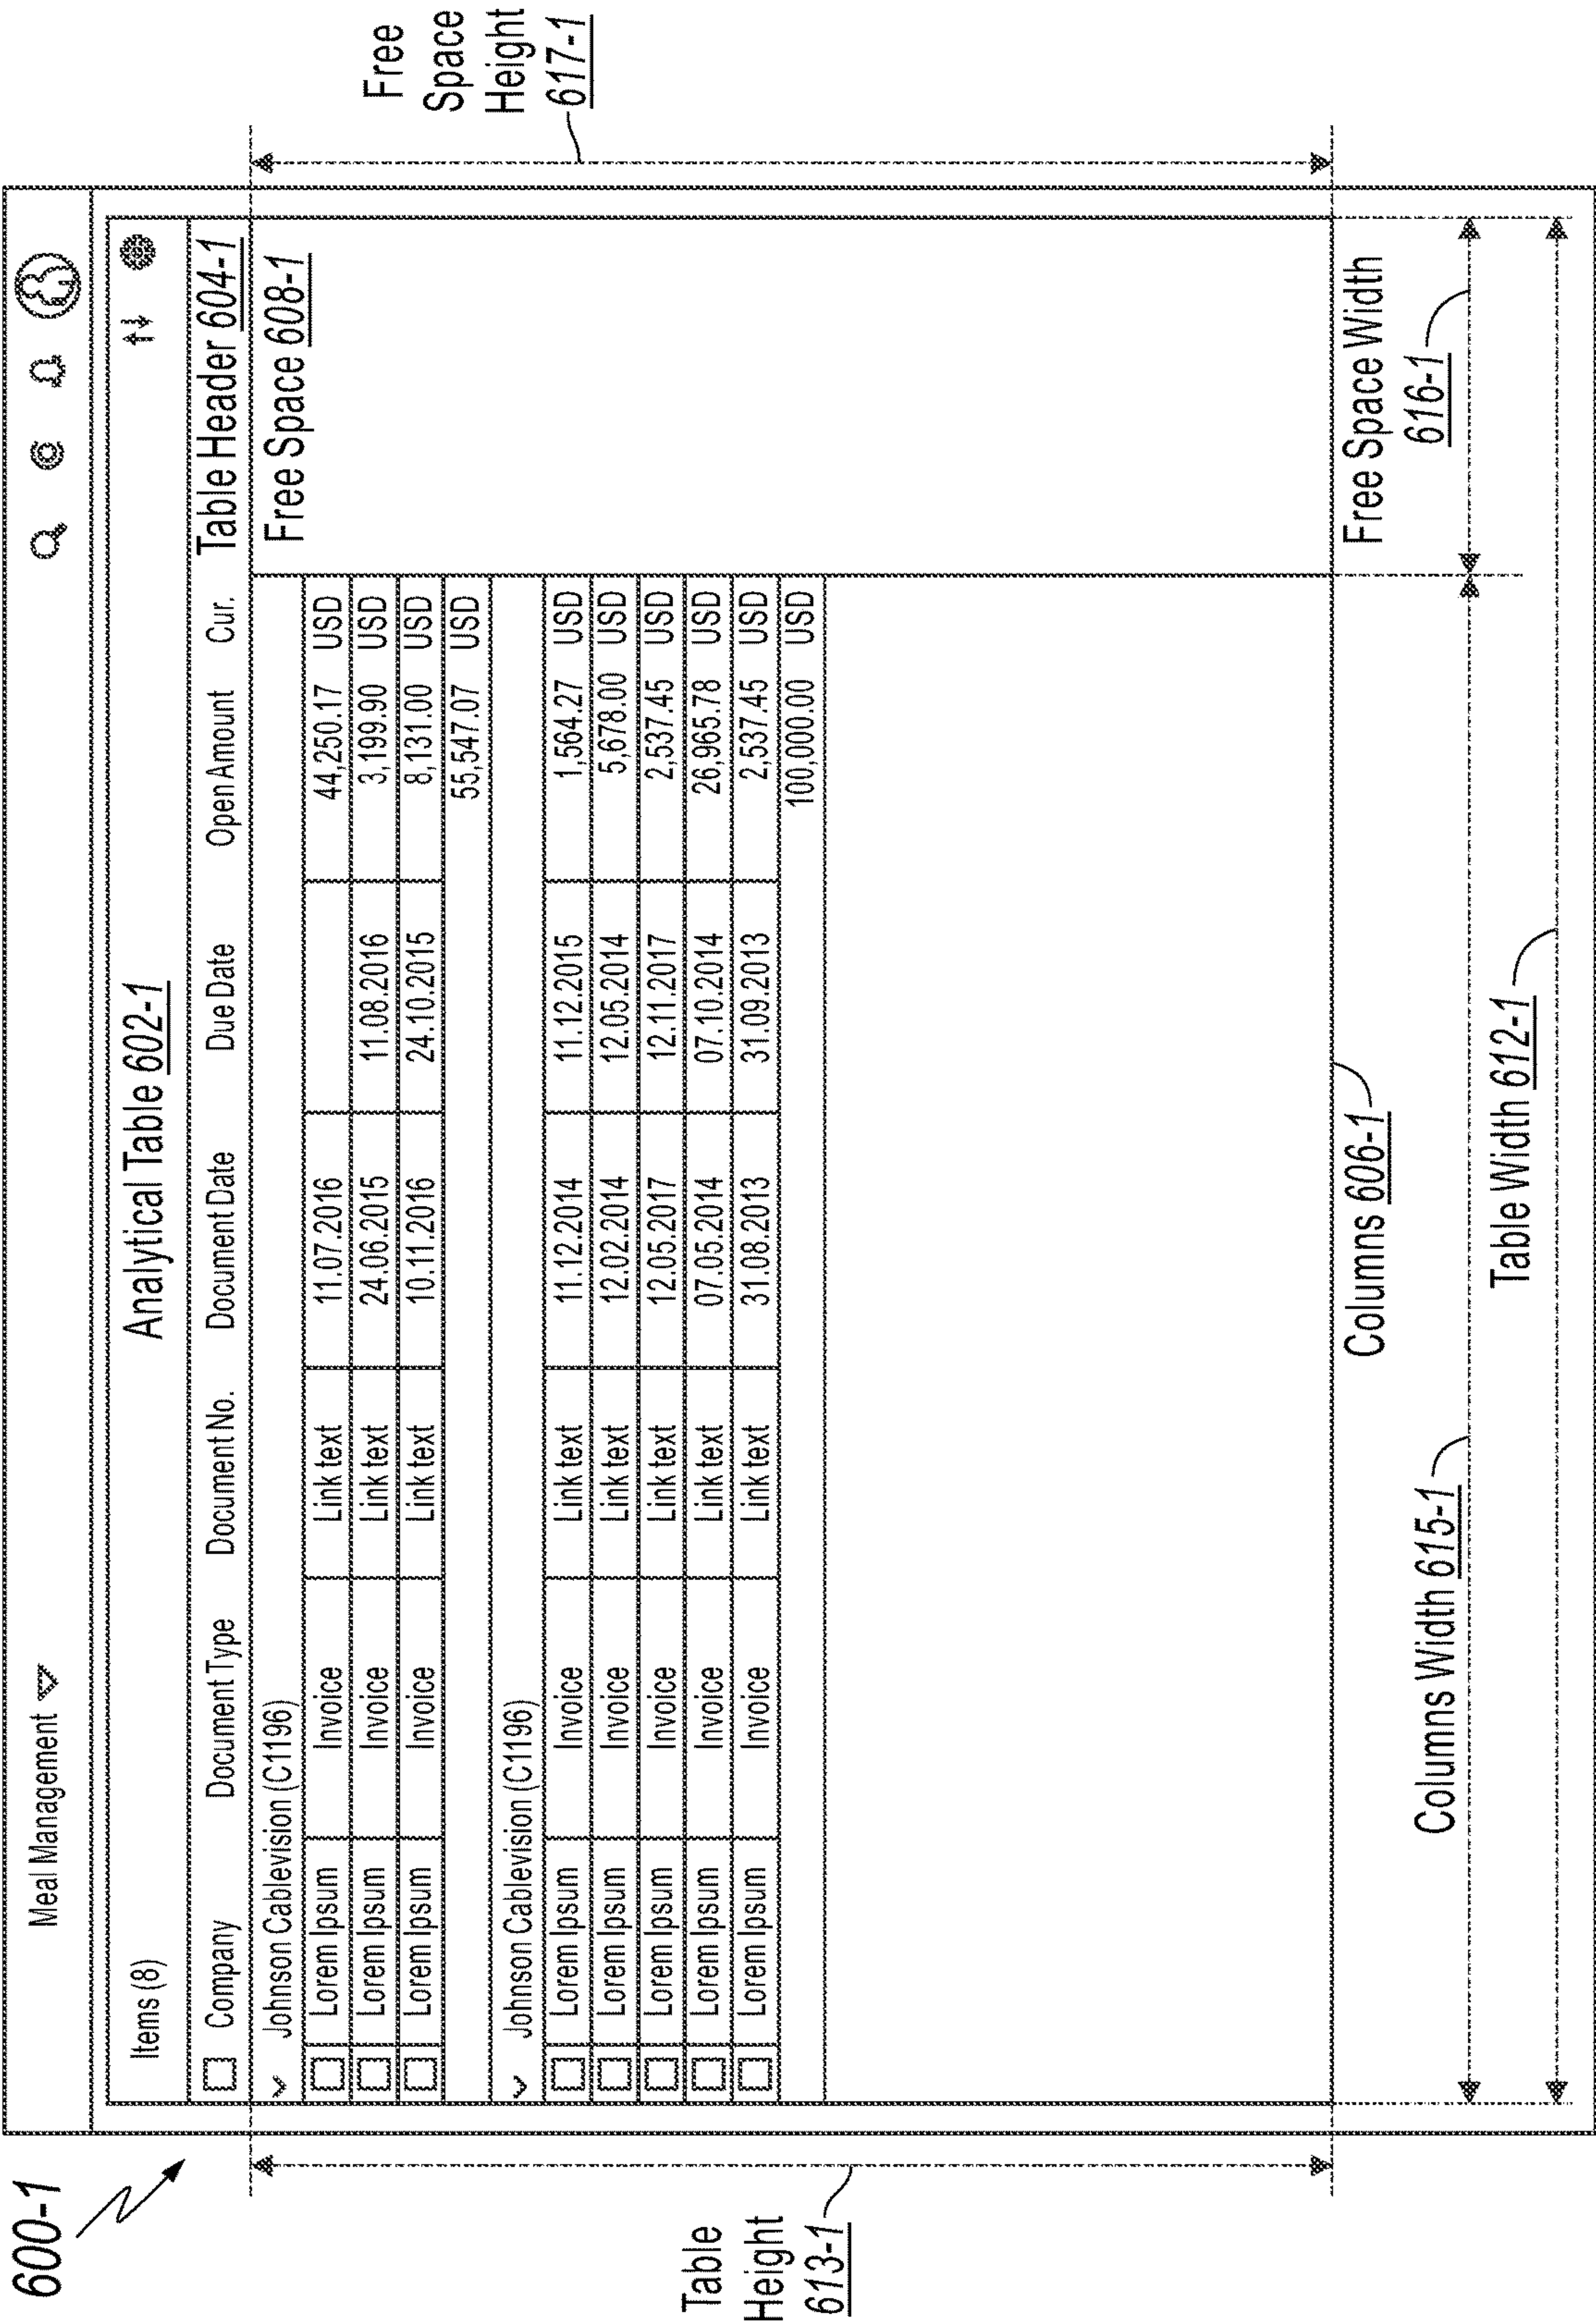 600-1
Meal Management
Items (8)
Analytical Table 602-1
Company Document Type Document No. Document Date Due Date Open Amount Cur. Table Header 604-1
Johnson Cablevision (C1196) Free Space 608-1
Lorem Ipsum Invoice Link text 11.07.2016 44,250.17 USD
Lorem Ipsum Invoice Link text 24.06.2015 11.08.2016 3,199.90 USD
Lorem Ipsum Invoice Link text 10.11.2016 24.10.2015 8,131.00 USD
55,547.07 USD
Johnson Cablevision (C1196)
Lorem Ipsum Invoice Link text 11.12.2014 11.12.2015 1,564.27 USD
Lorem Ipsum Invoice Link text 12.02.2014 12.05.2014 5,678.00 USD
Lorem Ipsum Invoice Link text 12.05.2017 12.11.2017 2,537.45 USD
Lorem Ipsum Invoice Link text 07.05.2014 07.10.2014 26,965.78 USD
Lorem Ipsum Invoice Link text 31.08.2013 31.09.2013 2,537.45 USD
100,000.00 USD
Table
Height
613-1
Free
Space
Height
617-1
Columns 606-1
Free Space Width
616-1
Columns Width 615-1
Table Width 612-1